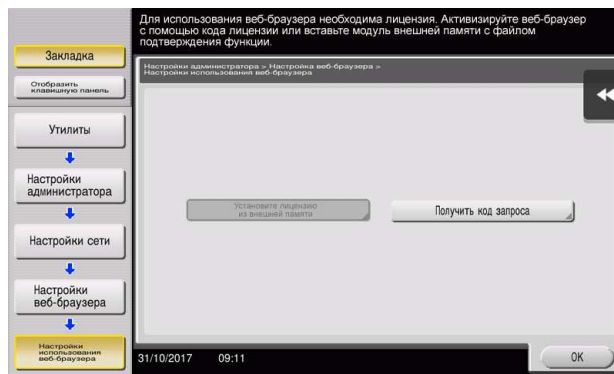 Для использования веб-браузера необходима лицензия. Активизируйте веб-браузер
с помощью кода лицензии или вставьте модуль внешней памяти с файлом
подтверждения функции.
Закладка
Отобразить
клавишную панель
Утилиты
Настройки
администратора
Настройки сети
Настройки
веб-браузера
Настройки
использования
веб-браузера
Настройки администратора > Настройка веб-браузера >
Настройки использования веб-браузера
Установите лицензию
из внешней памяти
Получить код запроса
31/10/2017 09:11
OK